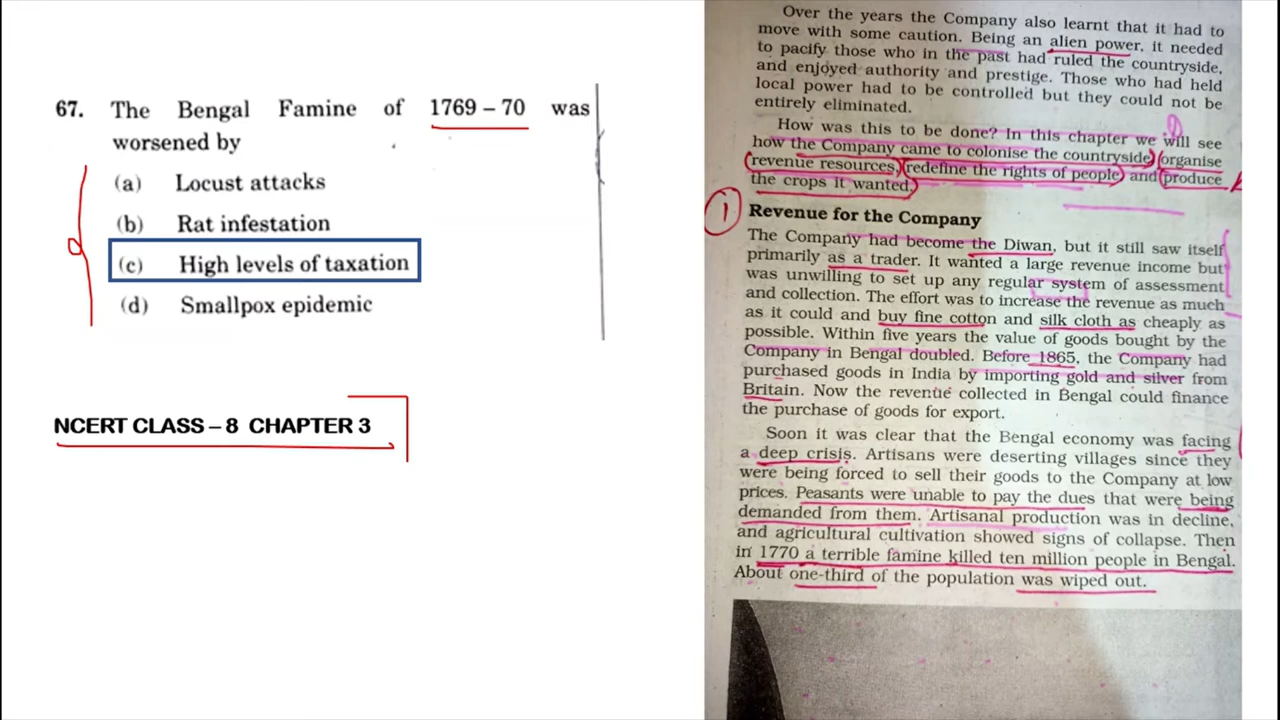 67. The Bengal Famine of 1769 – 70 was
worsened by
(a) Locust attacks
(b) Rat infestation
(c) High levels of taxation
(d) Smallpox epidemic
NCERT CLASS – 8 CHAPTER 3
Over the years the Company also learnt that it had to
move with some caution. Being an alien power, it needed
to pacify those who in the past had ruled the countryside,
and enjoyed authority and prestige. Those who had held
local power had to be controlled but they could not be
entirely eliminated.
How was this to be done? In this chapter we will see
how the Company came to colonise the countryside, organise
revenue resources, redefine the rights of people, and produce
the crops it wanted.
1
Revenue for the Company
The Company had become the Diwan, but it still saw itself
primarily as a trader. It wanted a large revenue income but
was unwilling to set up any regular system of assessment
and collection. The effort was to increase the revenue as much
as it could and buy fine cotton and silk cloth as cheaply as
possible. Within five years the value of goods bought by the
Company in Bengal doubled. Before 1865, the Company had
purchased goods in India by importing gold and silver from
Britain. Now the revenue collected in Bengal could finance
the purchase of goods for export.
Soon it was clear that the Bengal economy was facing
a deep crisis. Artisans were deserting villages since they
were being forced to sell their goods to the Company at low
prices. Peasants were unable to pay the dues that were being
demanded from them. Artisanal production was in decline,
and agricultural cultivation showed signs of collapse. Then
in 1770 a terrible famine killed ten million people in Bengal.
About one-third of the population was wiped out.